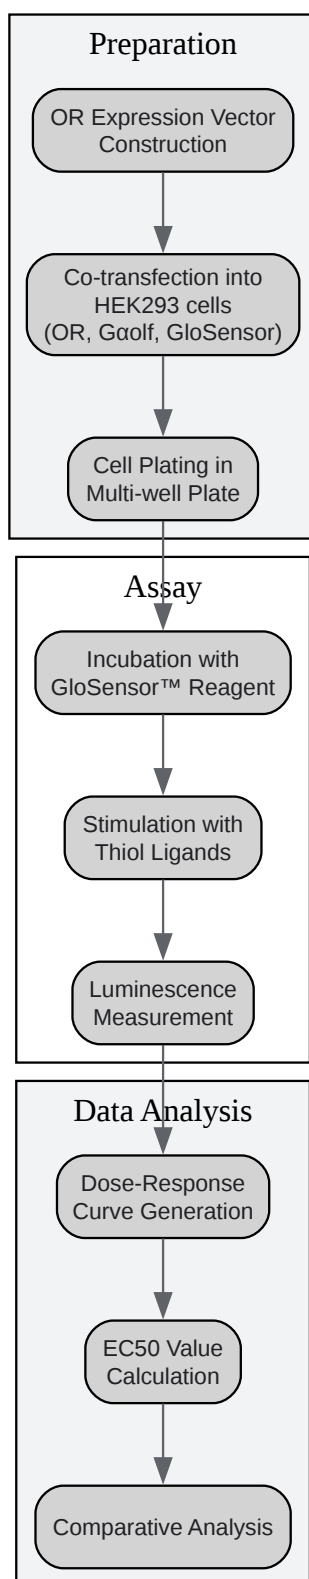 Preparation
OR Expression Vector
Construction
Co-transfection into
HEK293 cells
(OR, Gαolf, GloSensor)
Cell Plating in
Multi-well Plate
Assay
Incubation with
GloSensor™ Reagent
Stimulation with
Thiol Ligands
Luminescence
Measurement
Data Analysis
Dose-Response
Curve Generation
EC50 Value
Calculation
Comparative Analysis